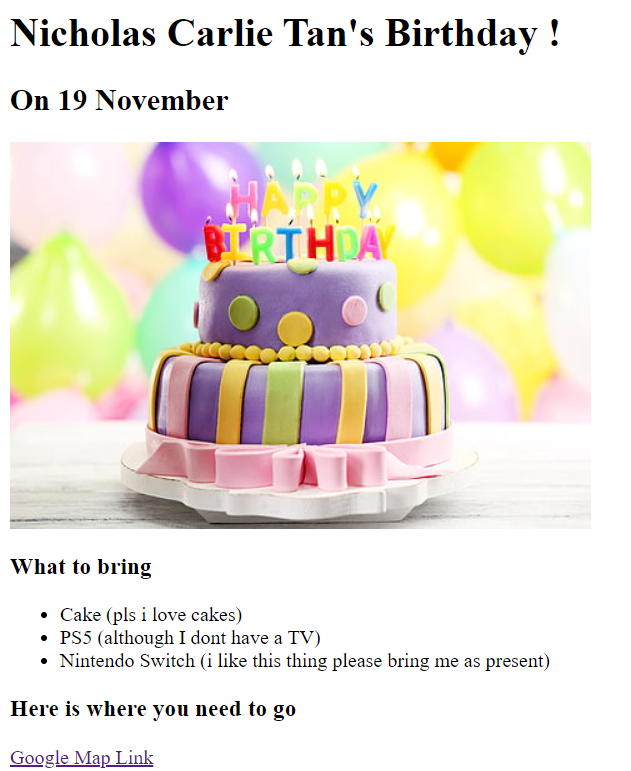 Nicholas Carlie Tan's Birthday !
On 19 November
HAPPY
BIRTHDAY
What to bring
Cake (pls i love cakes)
PS5 (although I dont have a TV)
Nintendo Switch (i like this thing please bring me as present)
Here is where you need to go
Google Map Link